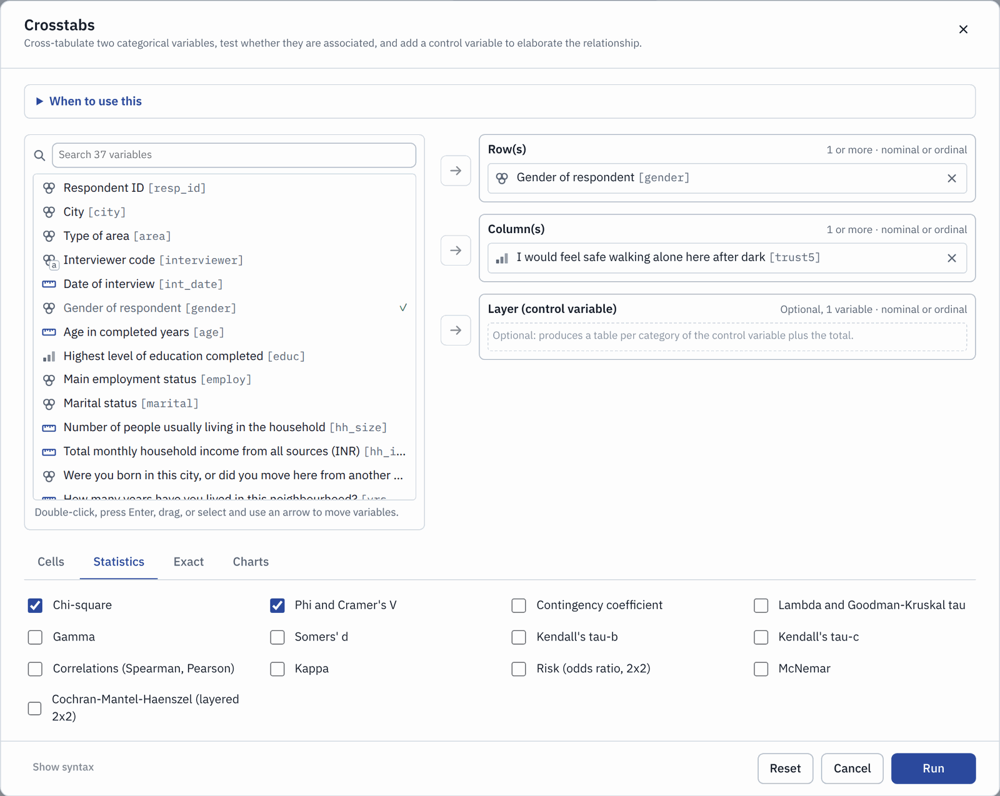 Crosstabs
Cross-tabulate two categorical variables, test whether they are associated, and add a control variable to elaborate the relationship.
When to use this
Search 37 variables
Respondent ID [resp_id]
City [city]
Type of area [area]
a Interviewer code [interviewer]
Date of interview [int_date]
Gender of respondent [gender]
Age in completed years [age]
Highest level of education completed [educ]
Main employment status [employ]
Marital status [marital]
Number of people usually living in the household [hh_size]
Total monthly household income from all sources (INR) [hh_i...
Were you born in this city, or did you move here from another ...
How many years have you lived in this neighbourhood? [yrs
Double-click, press Enter, drag, or select and use an arrow to move variables.
Row(s) 1 or more · nominal or ordinal
Gender of respondent [gender]
Column(s) 1 or more · nominal or ordinal
I would feel safe walking alone here after dark [trust5]
Layer (control variable) Optional, 1 variable · nominal or ordinal
Optional: produces a table per category of the control variable plus the total.
Cells Statistics Exact Charts
Chi-square Phi and Cramer's V Contingency coefficient Lambda and Goodman-Kruskal tau
Gamma Somers' d Kendall's tau-b Kendall's tau-c
Correlations (Spearman, Pearson) Kappa Risk (odds ratio, 2x2) McNemar
Cochran-Mantel-Haenszel (layered
2x2)
Show syntax Reset Cancel Run